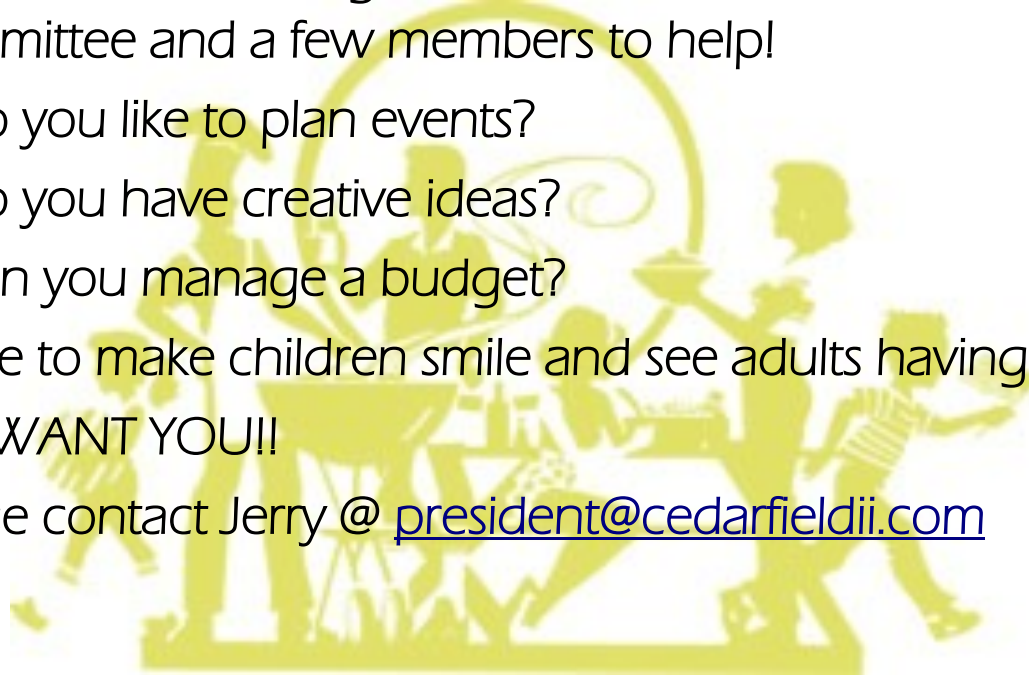 mittee and a few members to help!
o you like to plan events?
o you have creative ideas?
n you manage a budget?
e to make children smile and see adults having
WANT YOU!!
e contact Jerry @ president@cedarfieldii.com